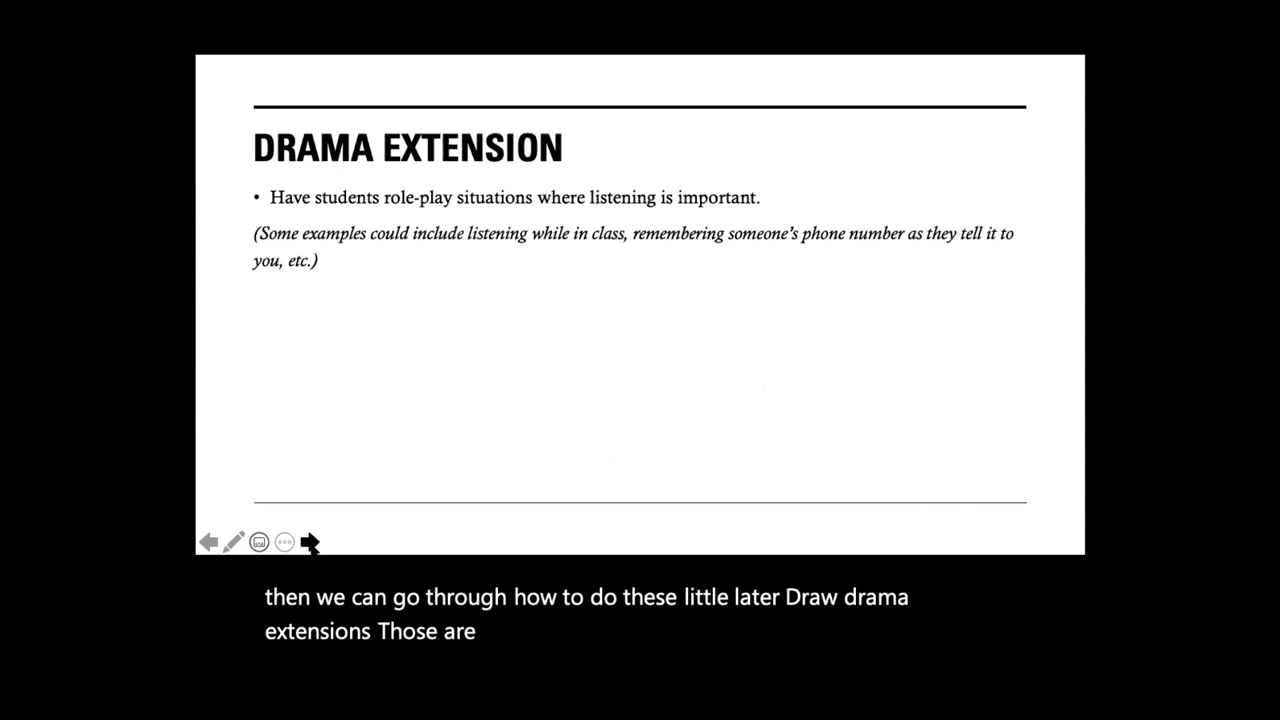 DRAMA EXTENSION
• Have students role-play situations where listening is important.
(Some examples could include listening while in class, remembering someone’s phone number as they tell it to
you, etc.)
then we can go through how to do these little later Draw drama
extensions Those are